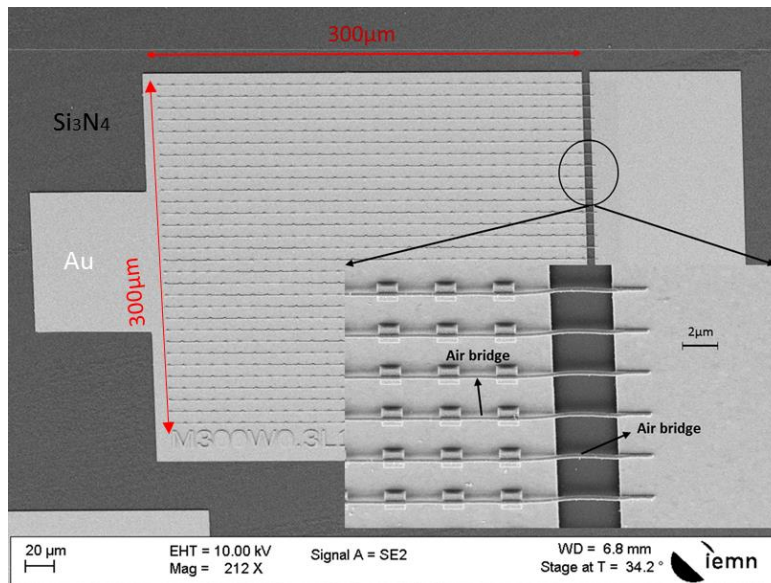 300µm
Si₃N₄
Au
300µm
2µm
Air bridge
Air bridge
M300W0.3L
20 µm
EHT = 10.00 kV
Mag = 212 X
Signal A = SE2
WD = 6.8 mm
Stage at T = 34.2 °
iemn